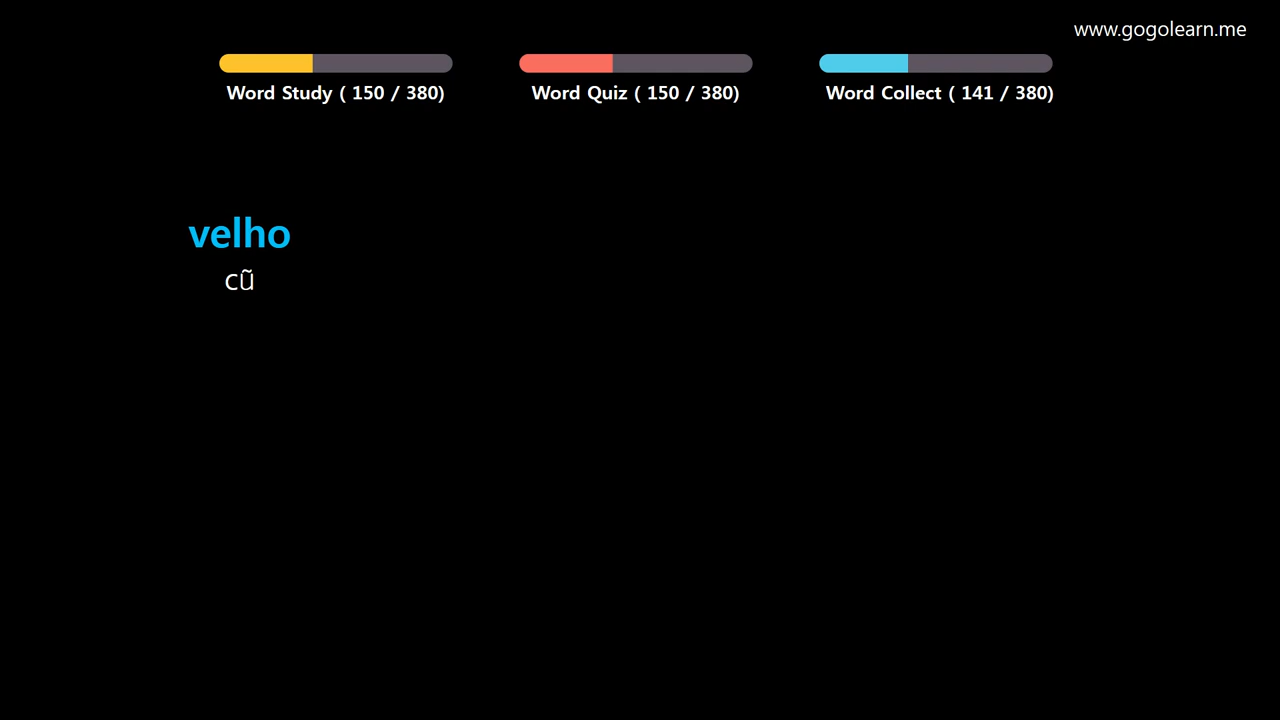 www.gogolearn.me
Word Study ( 150 / 380)
Word Quiz ( 150 / 380)
Word Collect ( 141 / 380)
velho
cũ